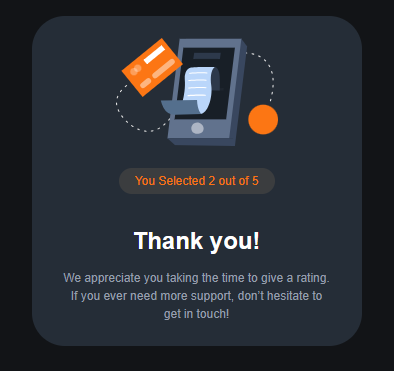 You Selected 2 out of 5
Thank you!
We appreciate you taking the time to give a rating.
If you ever need more support, don't hesitate to
get in touch!